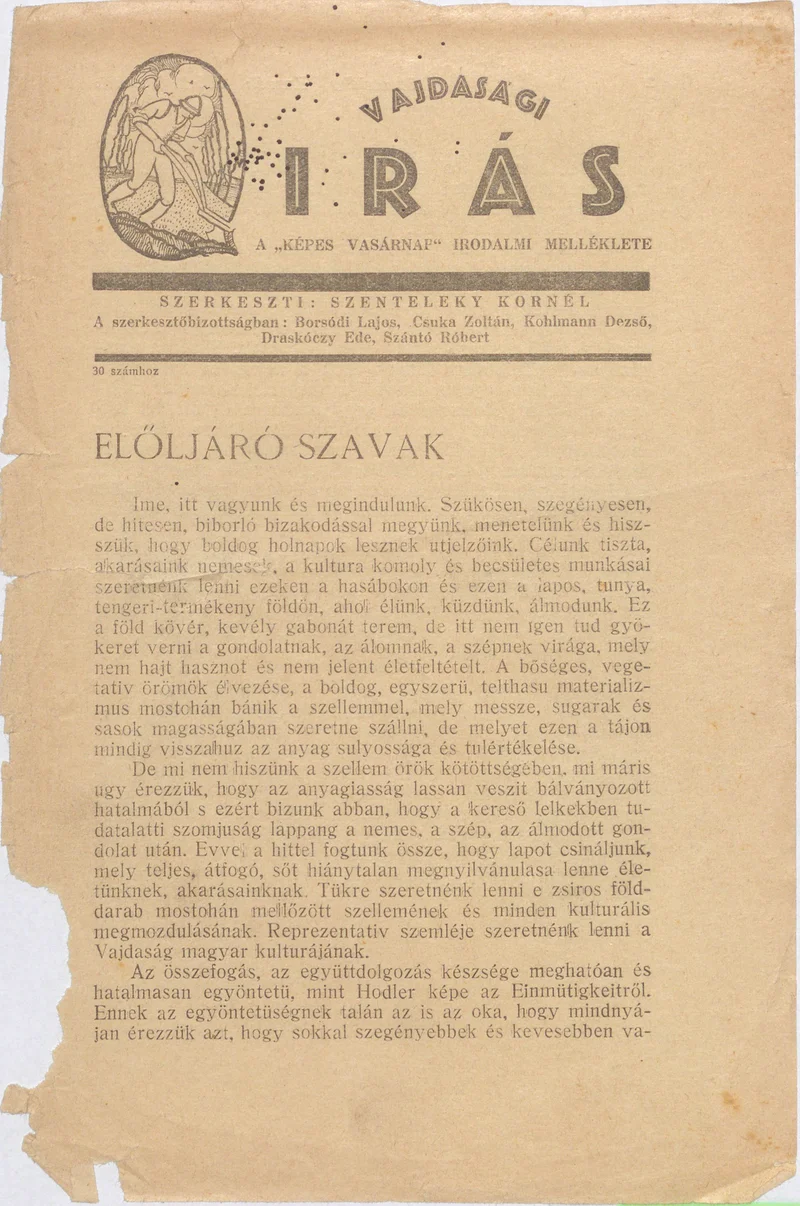 VAJDASAGI
IRÁS
A „KÉPES VASÁRNAP“ IRODALMI MELLÉKLETE
SZERKESZTI: SZENTELEKY KORNÉL
A szerkesztőbizottságban: Borsódi Lajos, Csuka Zoltán, Kohlmann Dezső,
Draskóczy Ede, Szántó Róbert
30 számhoz
ELŐLJÁRÓ SZAVAK
Ime, itt vagyunk és megindulunk. Szükösen, szegényesen,
de hitesen, biborló bizakodással megyünk, menetelünk és hisz-
szük, hogy boldog holnapok lesznek utjelzőink. Célunk tiszta,
akarásaink nemesek, a kultura komoly és becsületes munkásai
szeretnénk lenni ezeken a hasábokon és ezen a lapos, tunya,
tengeri-termékeny földön, ahol élünk, küzdünk, álmodunk. Ez
a föld kövér, kevély gabonát terem, de itt nem igen tud gyö-
keret verni a gondolatnak, az álomnak, a szépnek virága, mely
nem hajt hasznot és nem jelent életfeltételt. A bőséges, vege-
tativ örömök élvezése, a boldog, egyszerü, telthasu materializ-
mus mostohán bánik a szellemmel, mely messze, sugarak és
sasok magasságában szeretne szállni, de melyet ezen a tájon
mindig visszahuz az anyag sulyossága és tulértékelése.
De mi nem hiszünk a szellem örök kötöttségében, mi máris
ugy érezzük, hogy az anyagiasság lassan veszit bálványozott
hatalmából s ezért bizunk abban, hogy a kereső lelkekben tu-
datalatti szomjuság lappang a nemes, a szép, az álmodott gon-
dolat után. Evvel a hittel fogtunk össze, hogy lapot csináljunk,
mely teljes, átfogó, sőt hiánytalan megnyilvánulasa lenne éle-
tünknek, akarásainknak. Tükre szeretnénk lenni e zsiros föld-
darab mostohán mellőzött szellemének és minden kulturális
megmozdulásának. Reprezentativ szemléje szeretnénk lenni a
Vajdaság magyar kulturájának.
Az összefogás, az együttdolgozás készsége meghatóan és
hatalmasan egyöntetü, mint Hodler képe az Einmütigkeitről.
Ennek az egyöntetüségnek talán az is az oka, hogy mindnyá-
jan érezzük azt, hogy sokkal szegényebbek és kevesebben va-